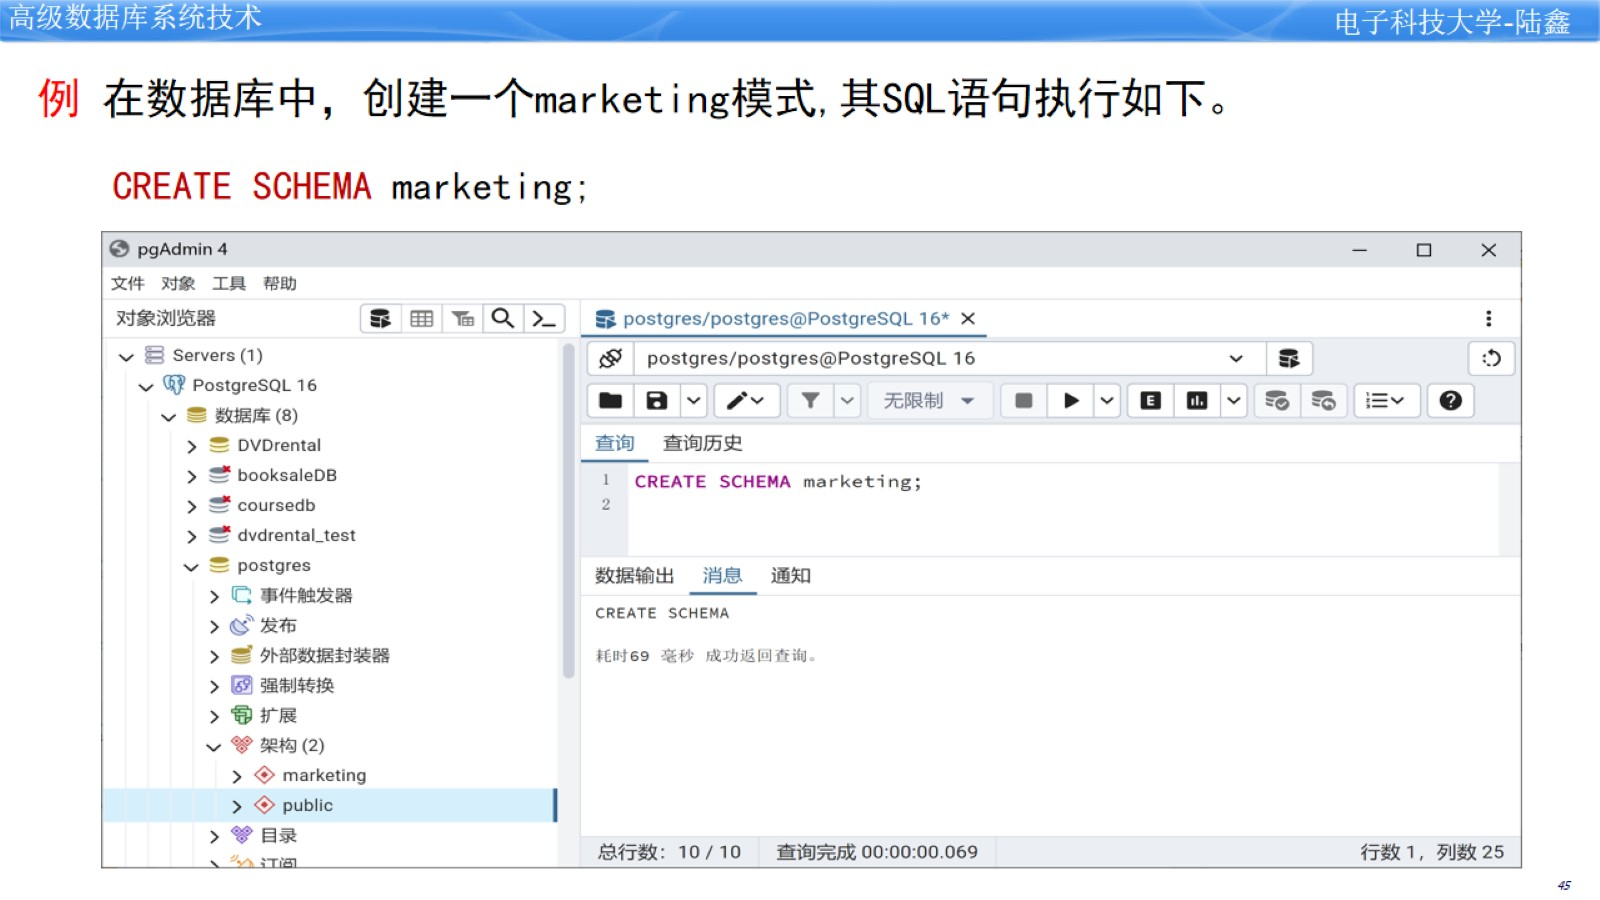 高级数据库系统技术
电子科技大学-陆鑫
例 在数据库中，创建一个marketing模式,其SQL语句执行如下。
CREATE SCHEMA marketing;
pgAdmin 4
文件 对象 工具 帮助
对象浏览器
Servers (1)
PostgreSQL 16
数据库 (8)
DVDrental
booksaleDB
coursedb
dvdrental_test
postgres
事件触发器
发布
外部数据封装器
强制转换
扩展
架构 (2)
marketing
public
目录
订阅
postgres/postgres@PostgreSQL 16*
postgres/postgres@PostgreSQL 16
无限制
查询 查询历史
1 CREATE SCHEMA marketing;
2
数据输出 消息 通知
CREATE SCHEMA
耗时69 毫秒 成功返回查询。
总行数：10 / 10 查询完成 00:00:00.069 行数 1，列数 25
45